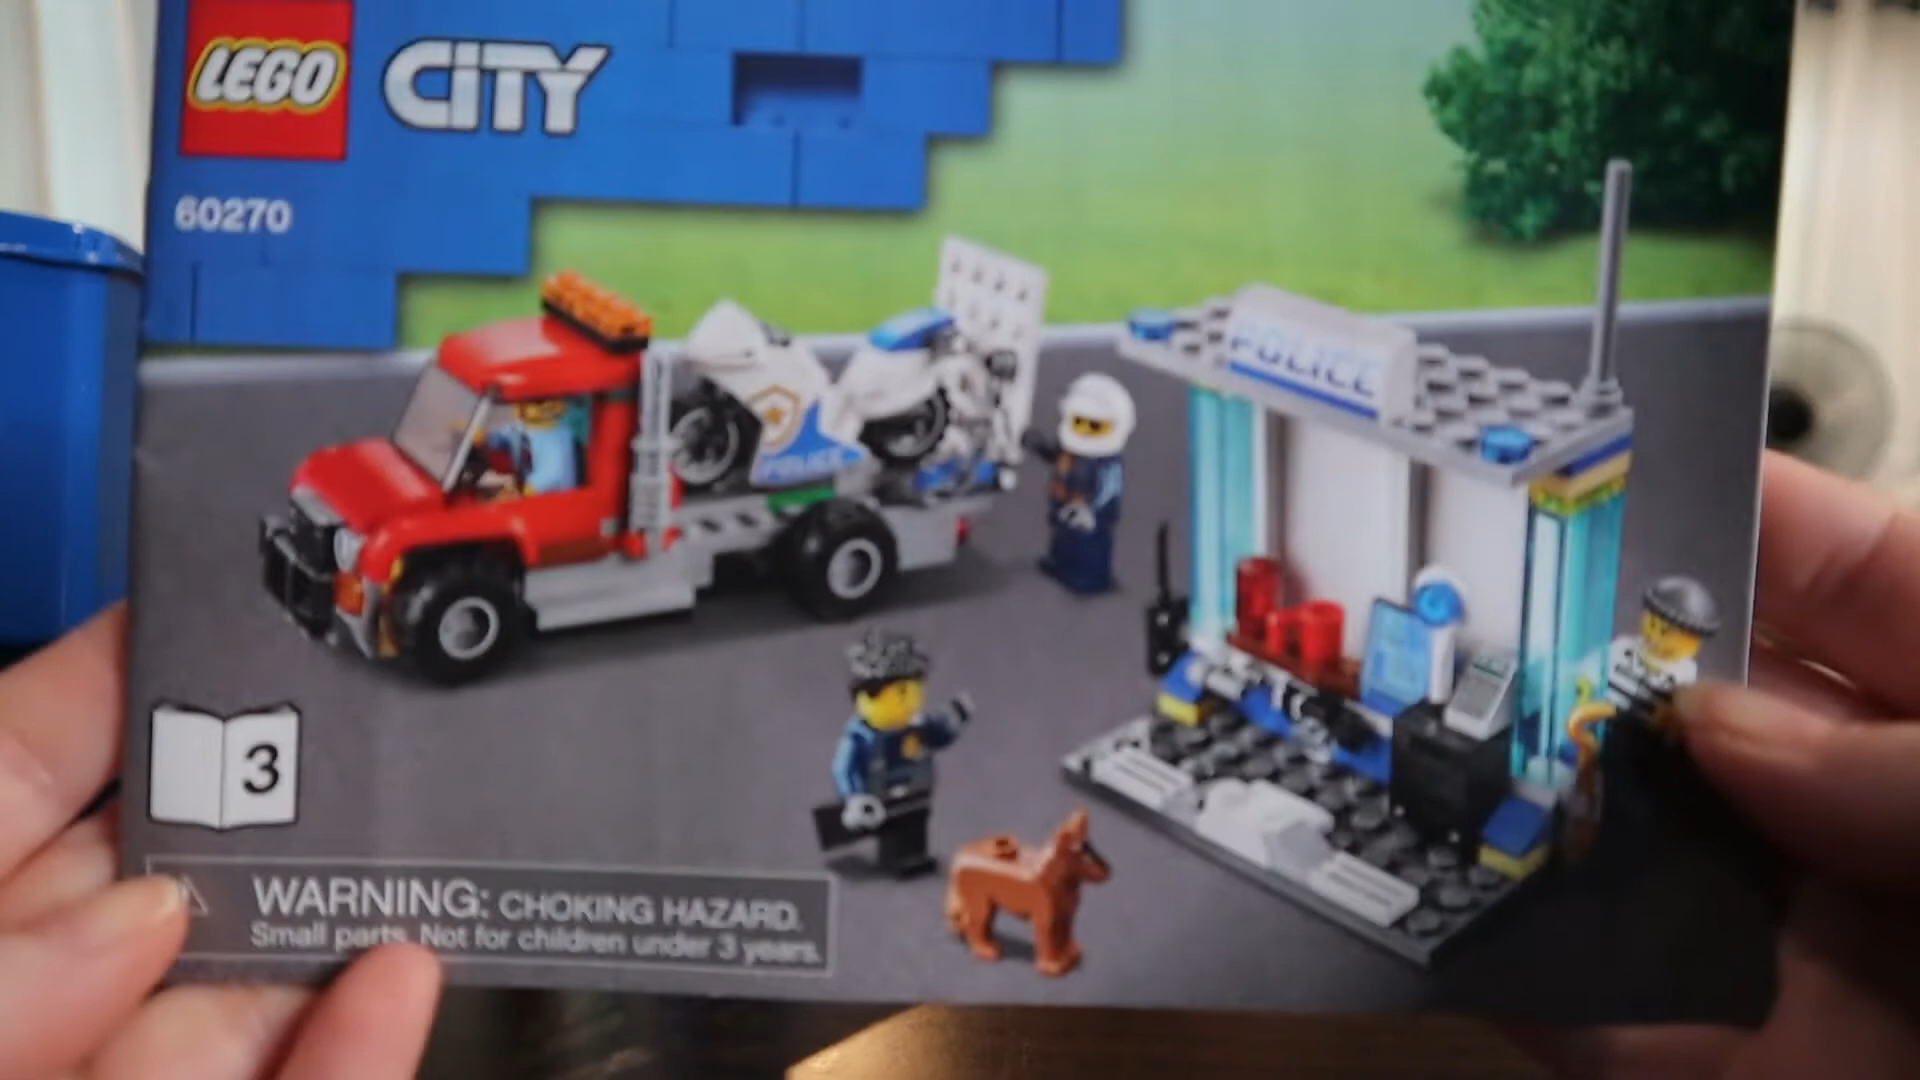 LEGO CITY
60270
POLICE
POLICE
3
WARNING: CHOKING HAZARD.
Small parts. Not for children under 3 years.